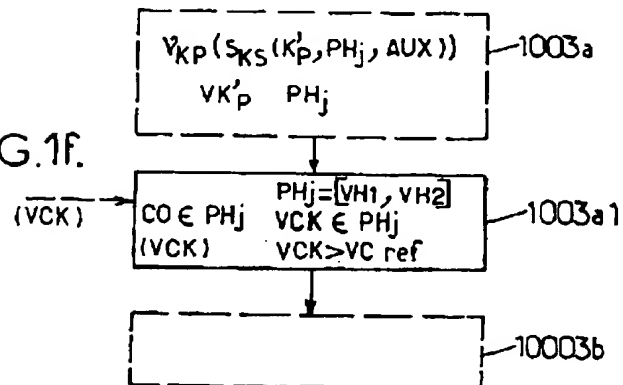 𝒱KP(SKS(K'P, PHj, AUX))
VK'P PHj
1003a
G.1f.
(VCK)
PHj=[VH1, VH2]
CO ∈ PHj VCK ∈ PHj
(VCK) VCK>VC ref
1003a1
10003b